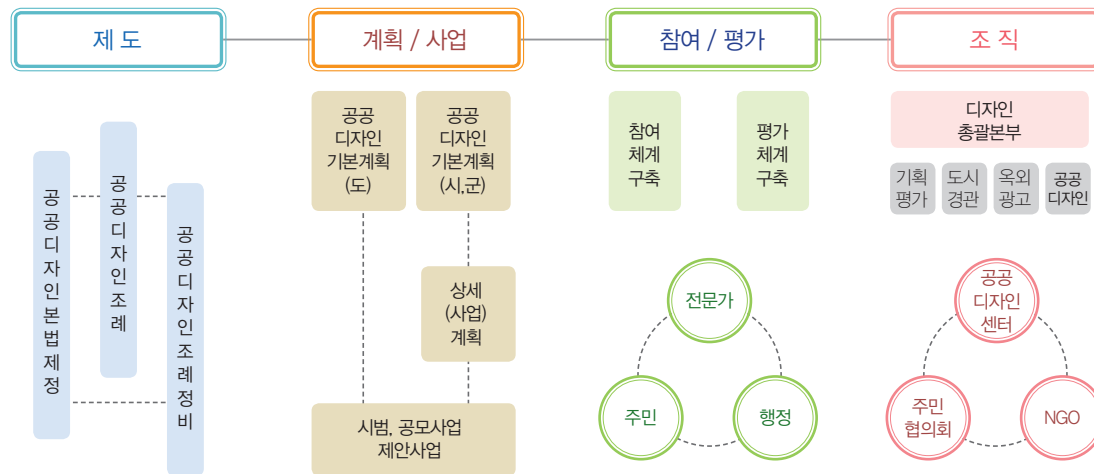 제 도
계획 / 사업
참여 / 평가
조 직
공공디자인본법제정
공공디자인조례
공공디자인조례정비
공공
디자인
기본계획
(도)
공공
디자인
기본계획
(시,군)
상세
(사업)
계획
시범, 공모사업
제안사업
참여
체계
구축
평가
체계
구축
전문가
주민
행정
디자인
총괄본부
기획
평가
도시
경관
옥외
광고
공공
디자인
공공
디자인
센터
주민
협의회
NGO